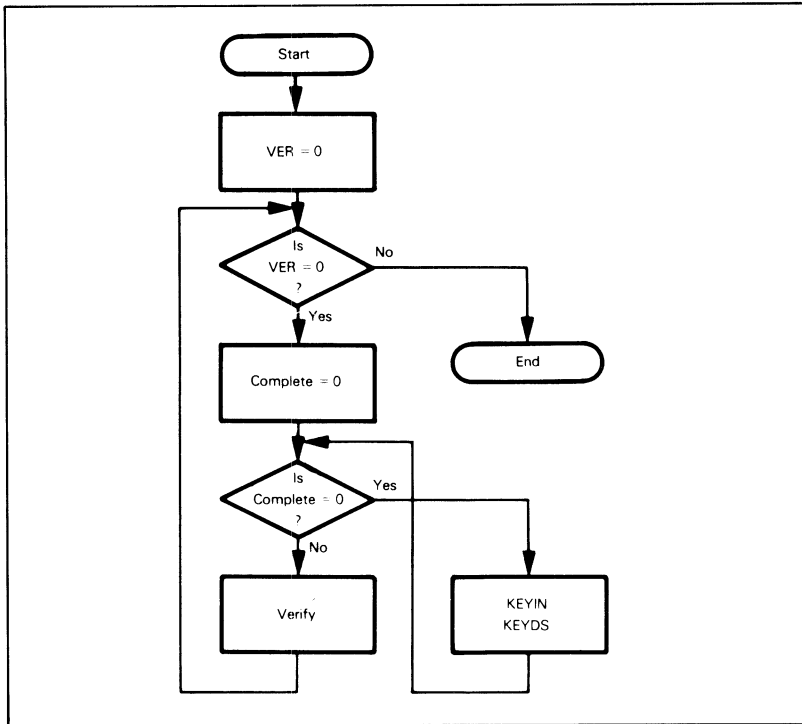 Start
VER = 0
Is
VER = 0
?
No
Yes
End
Complete = 0
Is
Complete = 0
?
Yes
No
Verify
KEYIN
KEYDS